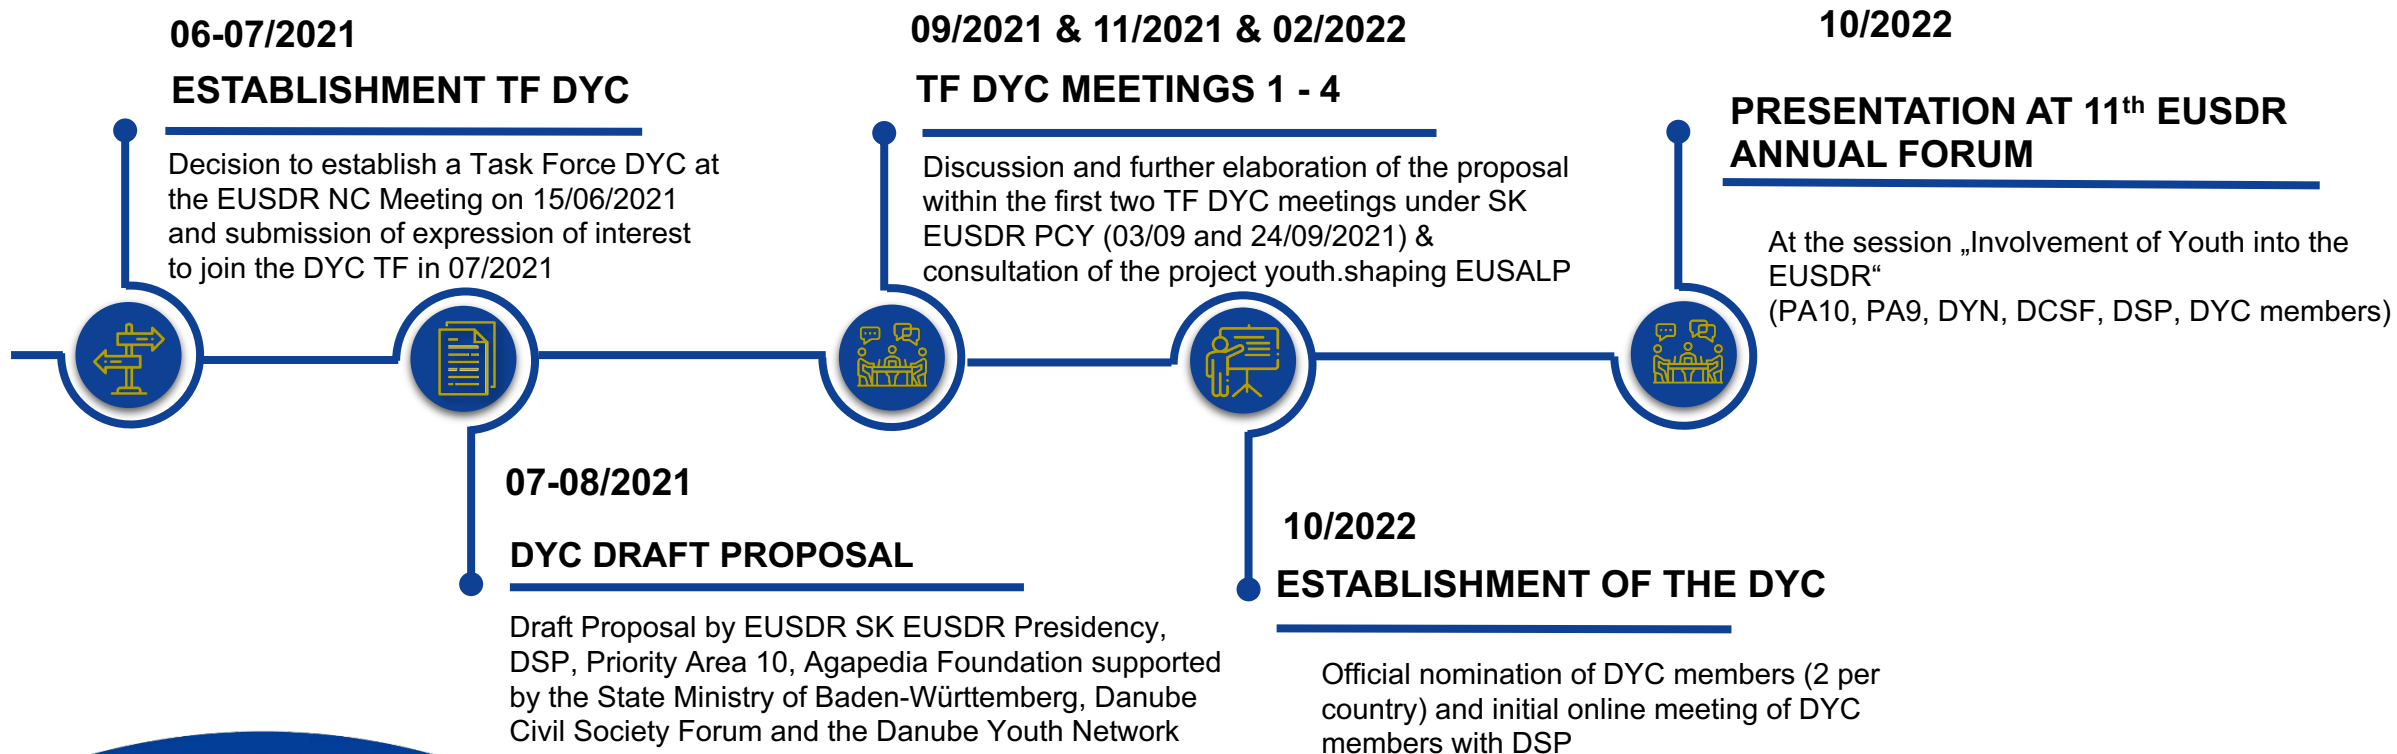 06-07/2021
ESTABLISHMENT TF DYC
Decision to establish a Task Force DYC at
the EUSDR NC Meeting on 15/06/2021
and submission of expression of interest
to join the DYC TF in 07/2021
07-08/2021
DYC DRAFT PROPOSAL
Draft Proposal by EUSDR SK EUSDR Presidency,
DSP, Priority Area 10, Agapedia Foundation supported
by the State Ministry of Baden-Württemberg, Danube
Civil Society Forum and the Danube Youth Network
09/2021 & 11/2021 & 02/2022
TF DYC MEETINGS 1 - 4
Discussion and further elaboration of the proposal
within the first two TF DYC meetings under SK
EUSDR PCY (03/09 and 24/09/2021) &
consultation of the project youth.shaping EUSALP
10/2022
ESTABLISHMENT OF THE DYC
Official nomination of DYC members (2 per
country) and initial online meeting of DYC
members with DSP
10/2022
PRESENTATION AT 11th EUSDR
ANNUAL FORUM
At the session „Involvement of Youth into the
EUSDR“
(PA10, PA9, DYN, DCSF, DSP, DYC members)